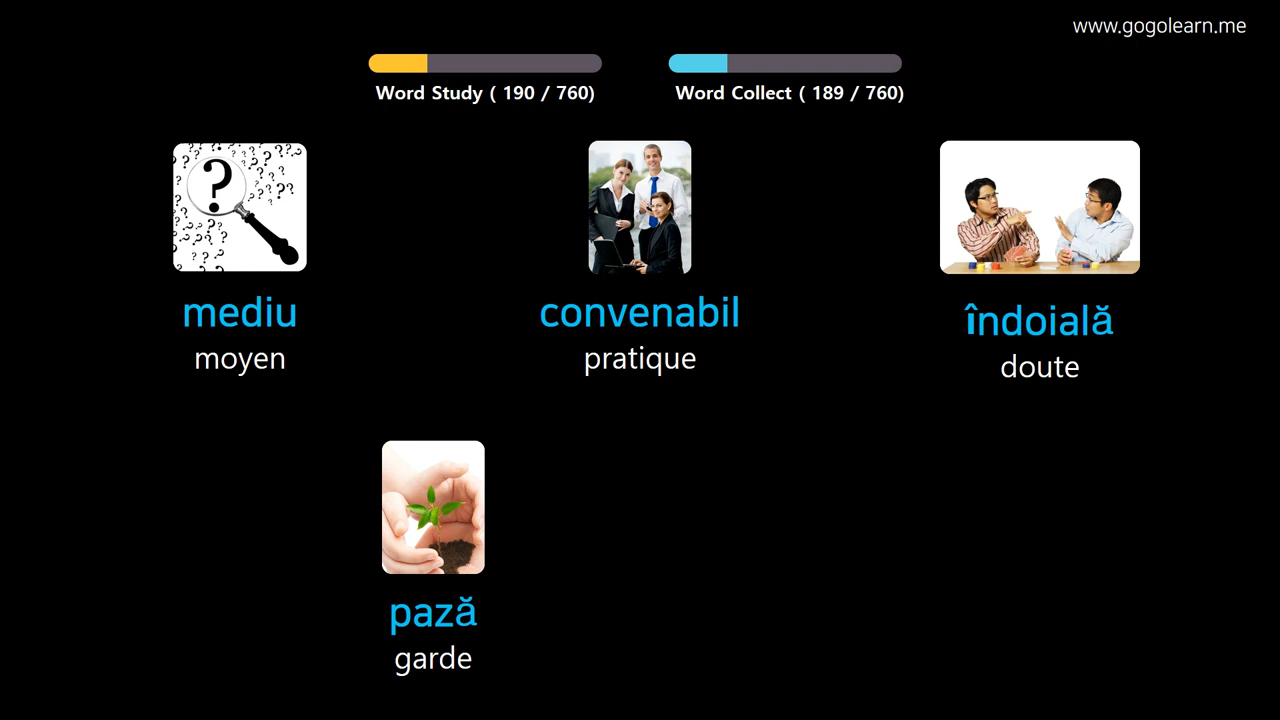 www.gogolearn.me
Word Study ( 190 / 760)
Word Collect ( 189 / 760)
mediu
moyen
convenabil
pratique
îndoială
doute
pază
garde